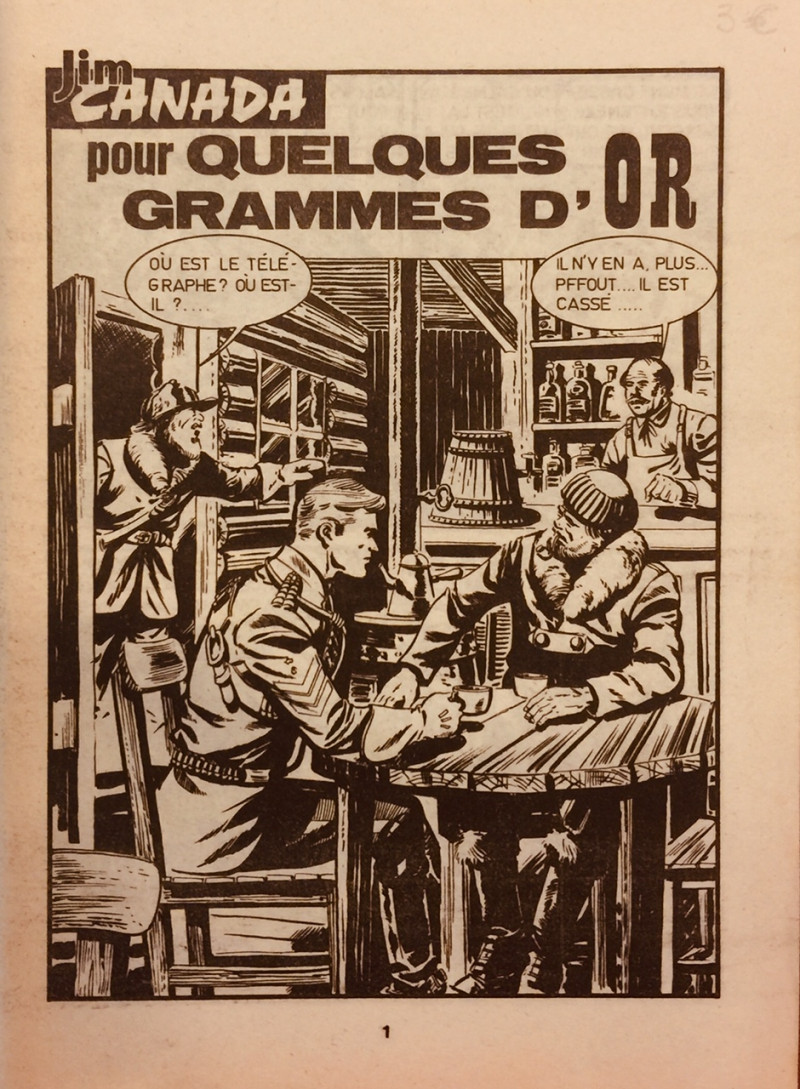 3 €
Jim
CANADA
pour QUELQUES
GRAMMES D'OR
OÙ EST LE TÉLÉ-
GRAPHE? OÙ EST-
IL ?....
IL N'Y EN A, PLUS...
PFFOUT.... IL EST
CASSÉ .....
1